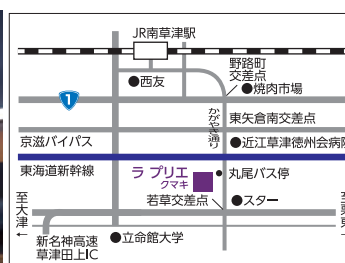 JR南草津駅
野路町
交差点
●西友
●焼肉市場
1
かがやき通り
東矢倉南交差点
京滋バイパス
●近江草津徳州会病院
東海道新幹線
ラ プリエ
クマキ
●丸尾バス停
若草交差点
●スター
至大津
←
新名神高速
草津田上IC
●立命館大学